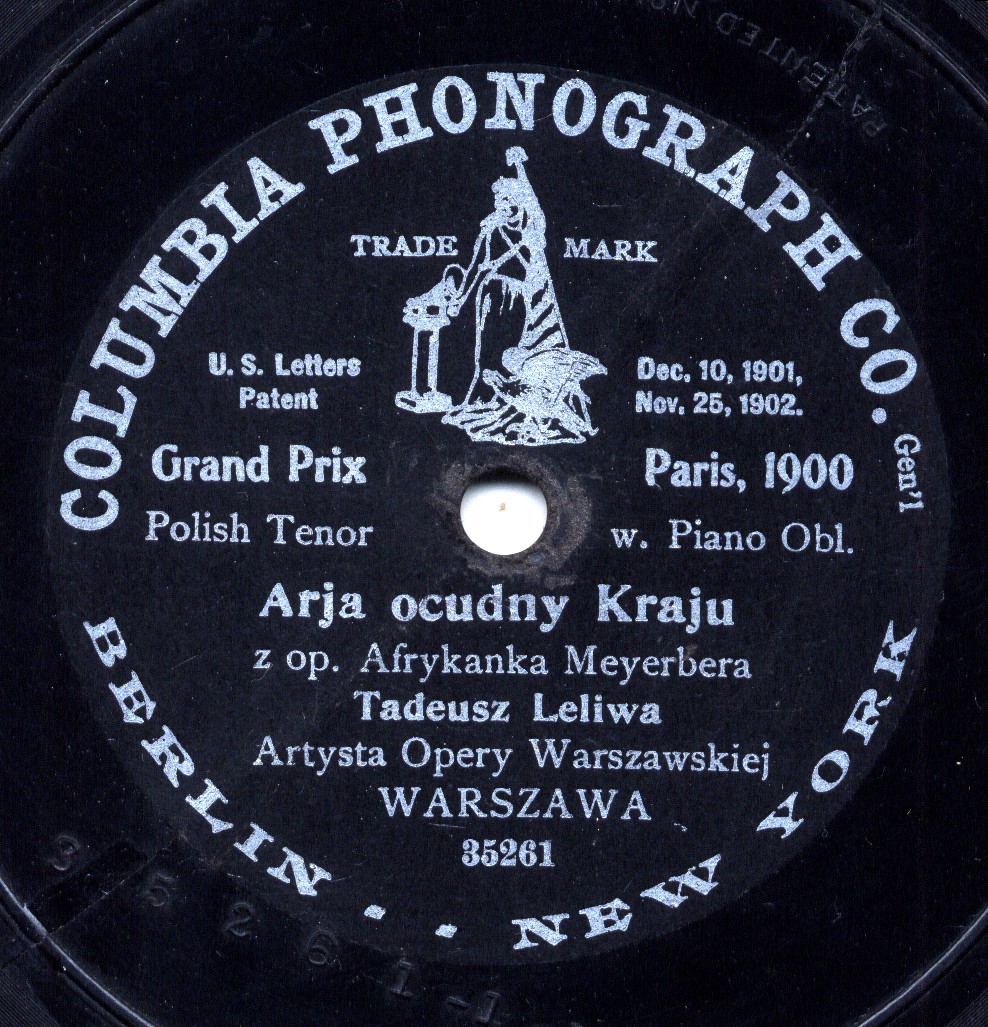 PATENTED
COLUMBIA PHONOGRAPH CO. Gen'l
TRADE MARK
U. S. Letters Patent
Dec. 10, 1901,
Nov. 25, 1902.
Grand Prix Paris, 1900
Polish Tenor w. Piano Obl.
Arja ocudny Kraju
z op. Afrykanka Meyerbera
Tadeusz Leliwa
Artysta Opery Warszawskiej
WARSZAWA
35261
BERLIN · · NEW YORK
35261-1